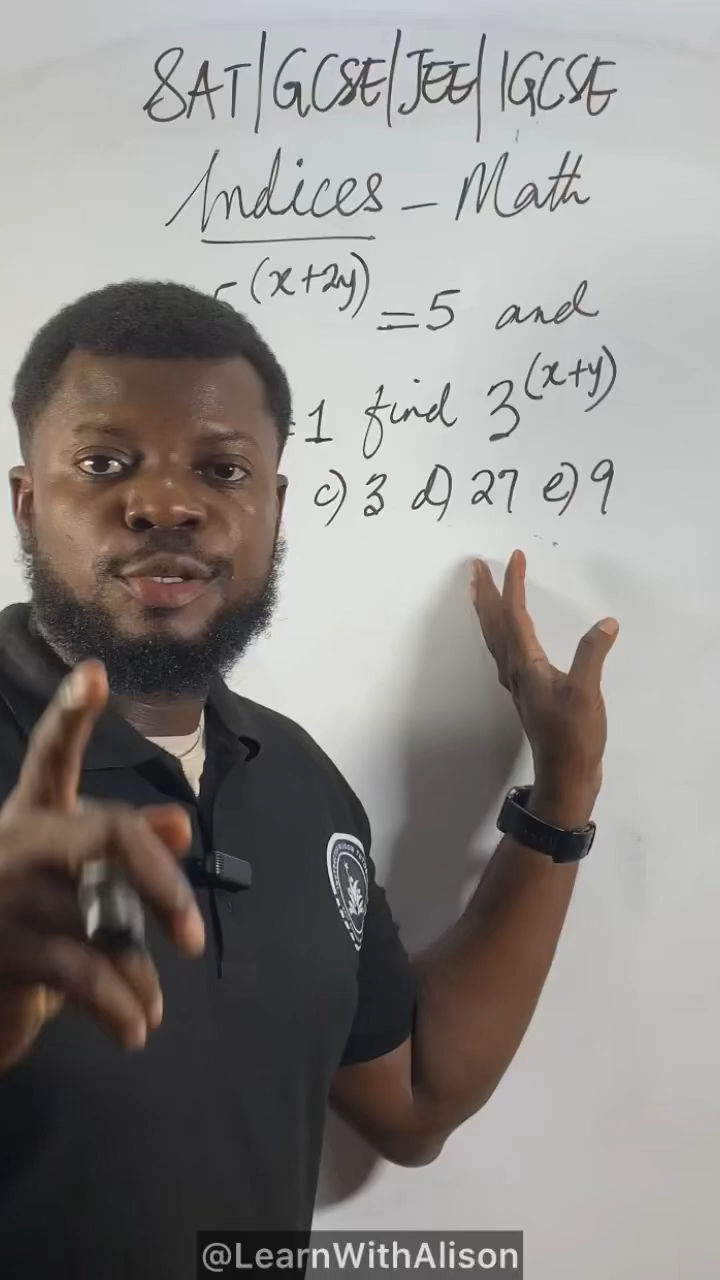 SAT|GCSE|JEE|IGCSE
Indices - Math
(x+2y) = 5 and
1 find 3^(x+y)
c) 3 d) 27 e) 9
@LearnWithAlison